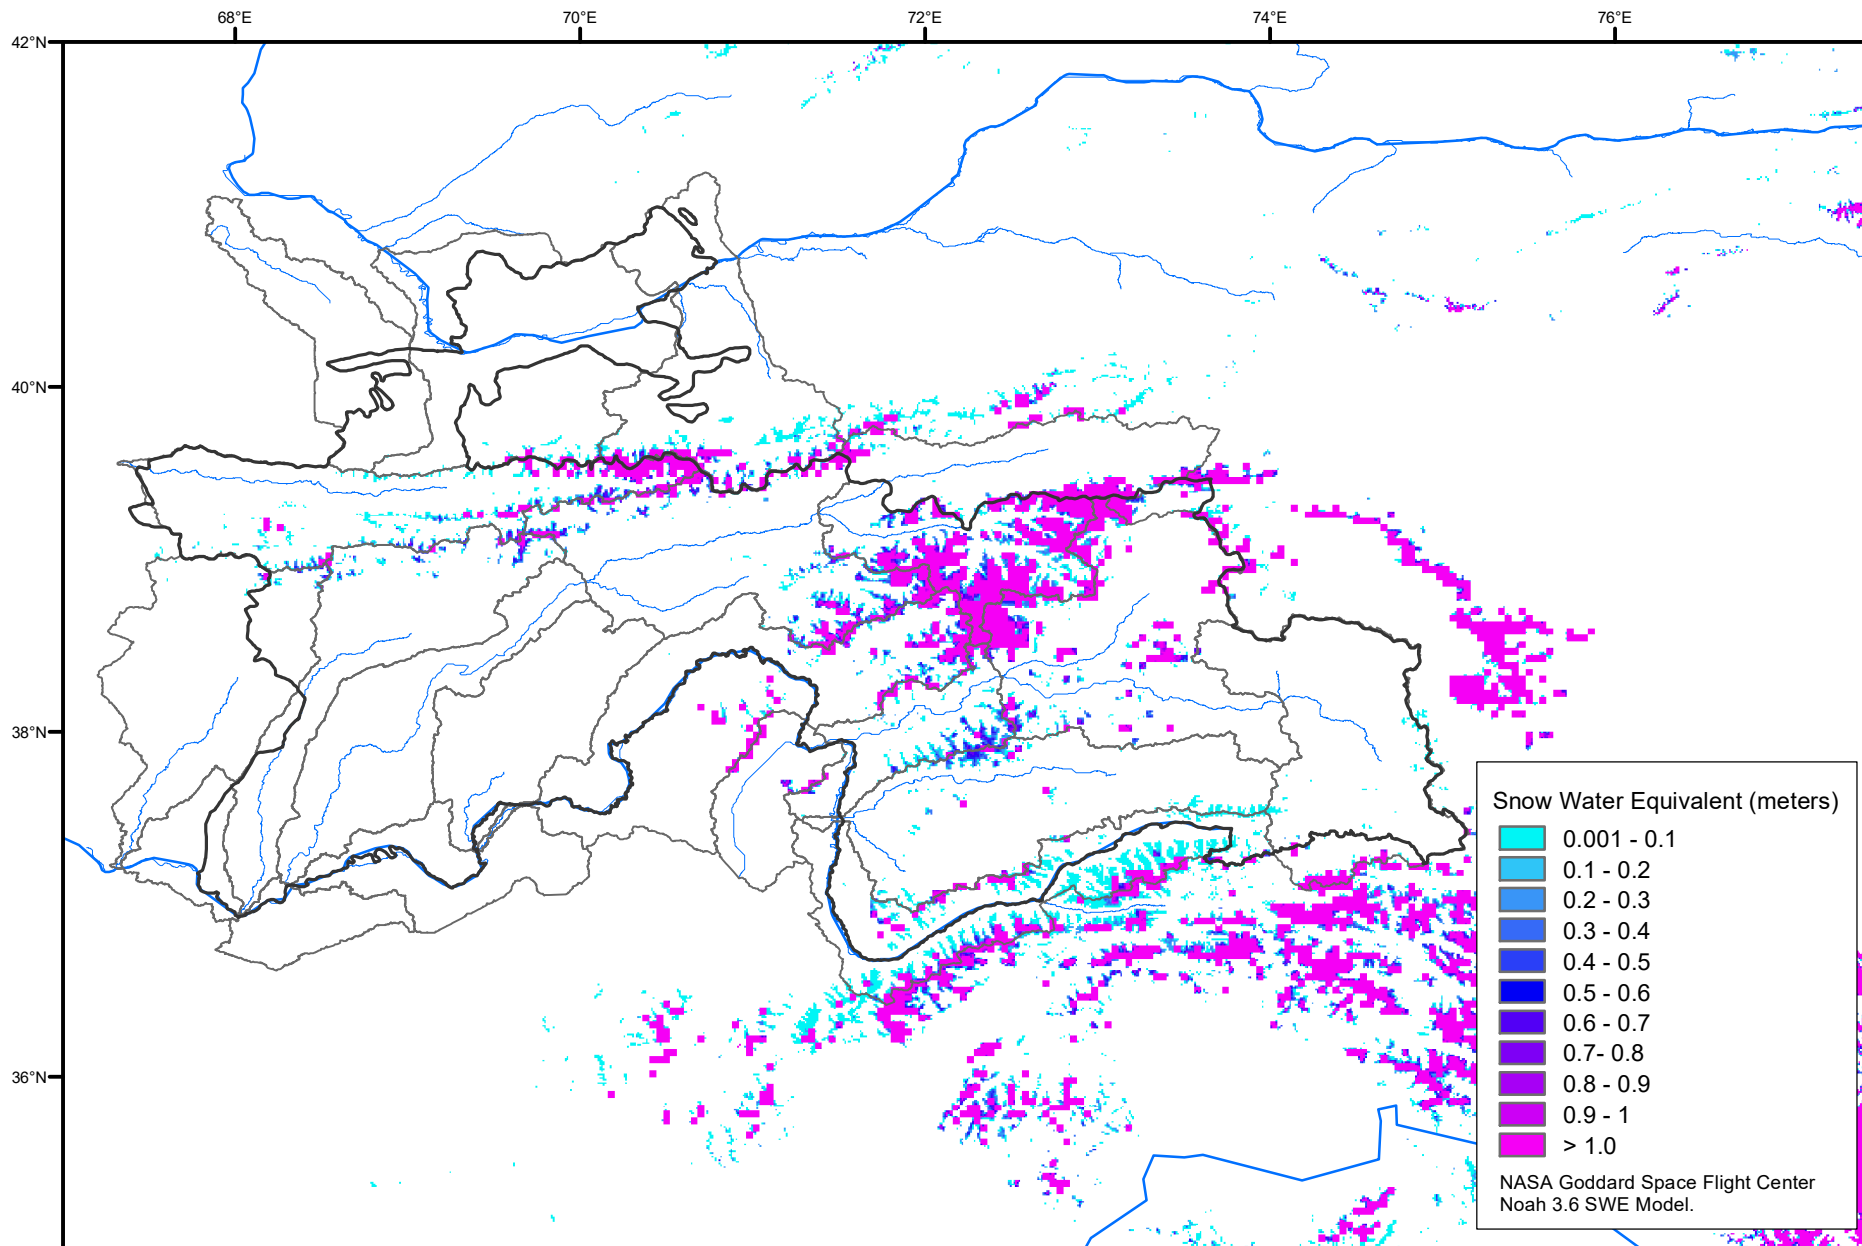 68°E
70°E
72°E
74°E
76°E
42°N
40°N
38°N
36°N
Snow Water Equivalent (meters)
0.001 - 0.1
0.1 - 0.2
0.2 - 0.3
0.3 - 0.4
0.4 - 0.5
0.5 - 0.6
0.6 - 0.7
0.7- 0.8
0.8 - 0.9
0.9 - 1
> 1.0
NASA Goddard Space Flight Center
Noah 3.6 SWE Model.